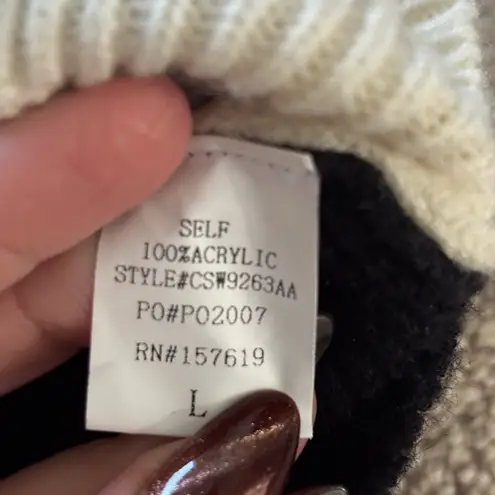 SELF
100%ACRYLIC
STYLE#CSW9263AA
PO#PO2007
RN#157619
L